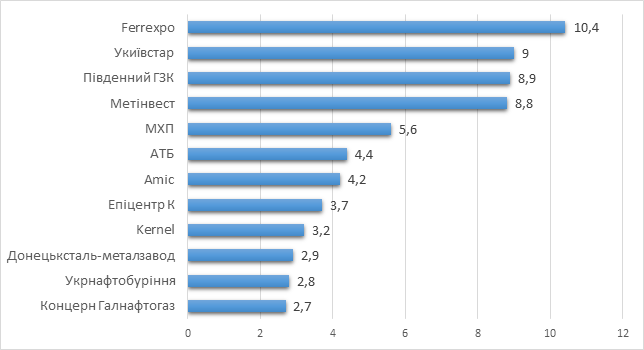 Ferrexpo 10,4
Укиївстар 9
Південний ГЗК 8,9
Метінвест 8,8
МХП 5,6
АТБ 4,4
Amic 4,2
Епіцентр К 3,7
Kernel 3,2
Донецьксталь-металзавод 2,9
Укрнафтобуріння 2,8
Концерн Галнафтогаз 2,7
0 2 4 6 8 10 12